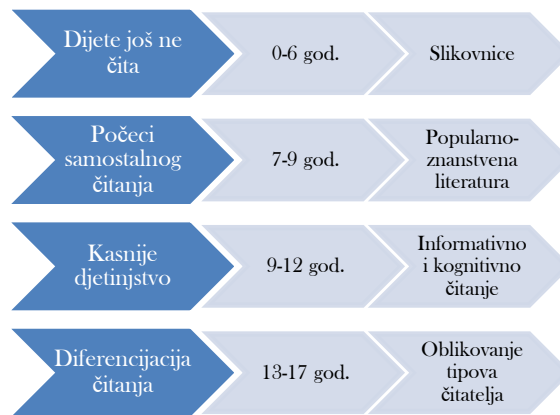 Dijete još ne
čita
0-6 god.
Slikovnice
Počeci
samostalnog
čitanja
7-9 god.
Popularno-
znanstvena
literatura
Kasnije
djetinjstvo
9-12 god.
Informativno
i kognitivno
čitanje
Diferencijacija
čitanja
13-17 god.
Oblikovanje
tipova
čitatelja